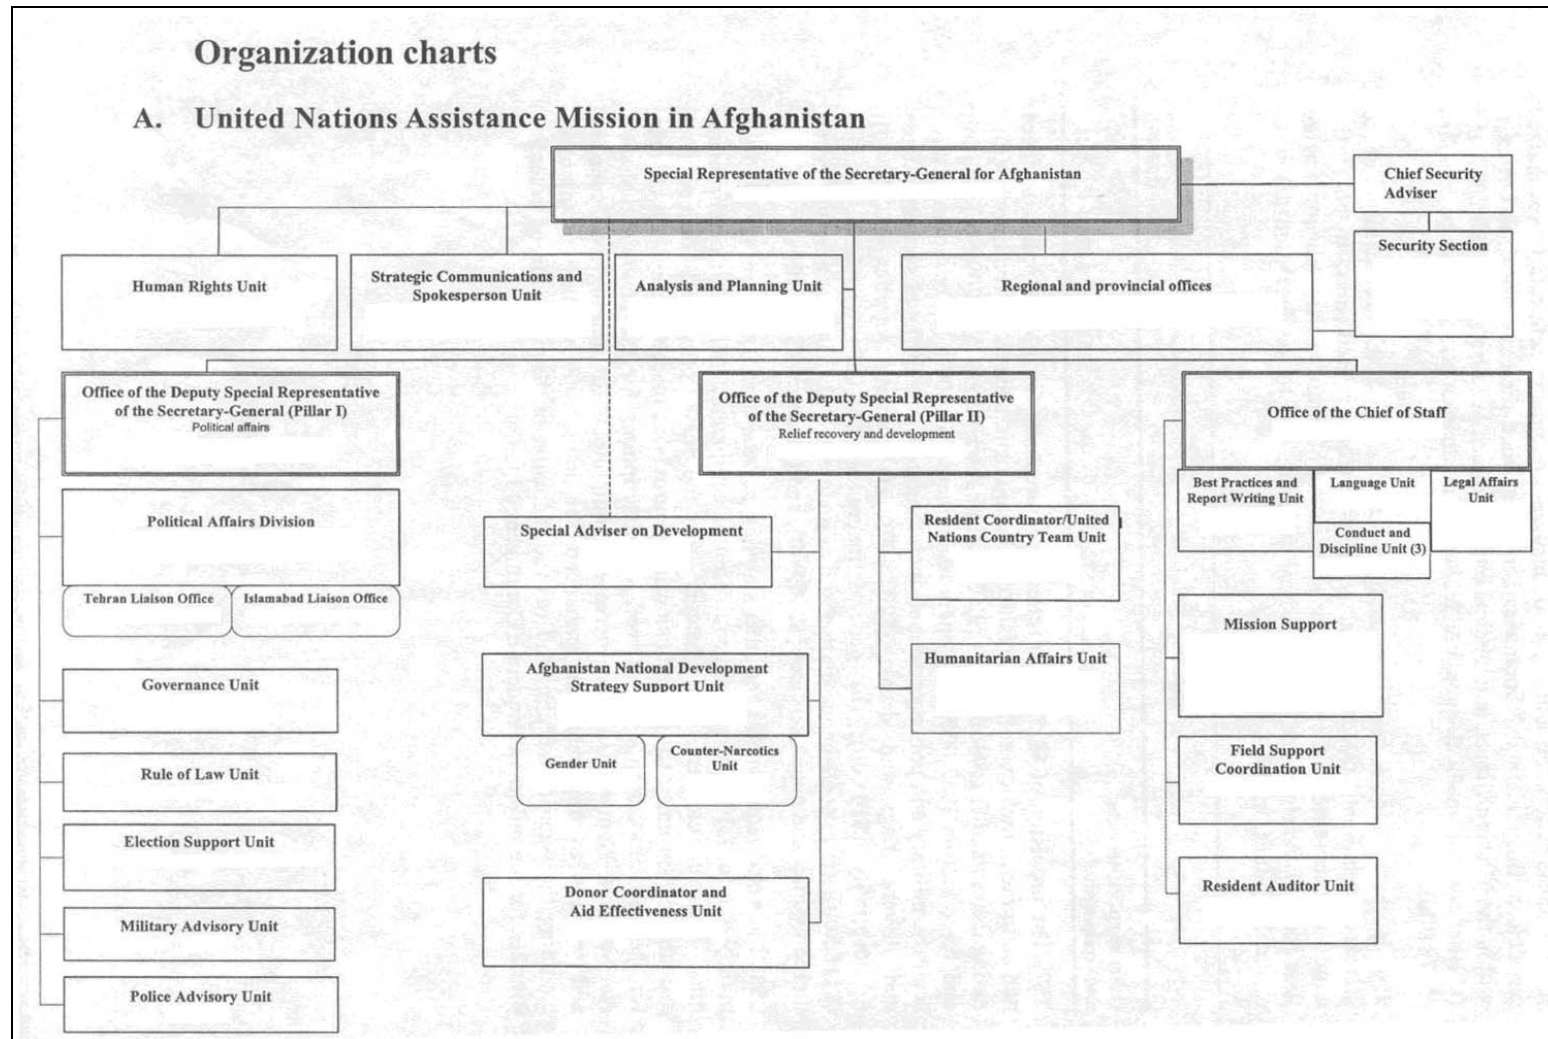 Organization charts
A. United Nations Assistance Mission in Afghanistan
Special Representative of the Secretary-General for Afghanistan
Chief Security
Adviser
Security Section
Human Rights Unit
Strategic Communications and
Spokesperson Unit
Analysis and Planning Unit
Regional and provincial offices
Office of the Deputy Special Representative
of the Secretary-General (Pillar I)
Political affairs
Office of the Deputy Special Representative
of the Secretary-General (Pillar II)
Relief recovery and development
Office of the Chief of Staff
Best Practices and
Report Writing Unit
Language Unit
Legal Affairs
Unit
Conduct and
Discipline Unit (3)
Political Affairs Division
Tehran Liaison Office
Islamabad Liaison Office
Special Adviser on Development
Resident Coordinator/United
Nations Country Team Unit
Mission Support
Governance Unit
Afghanistan National Development
Strategy Support Unit
Humanitarian Affairs Unit
Gender Unit
Counter-Narcotics
Unit
Field Support
Coordination Unit
Rule of Law Unit
Election Support Unit
Donor Coordinator and
Aid Effectiveness Unit
Resident Auditor Unit
Military Advisory Unit
Police Advisory Unit